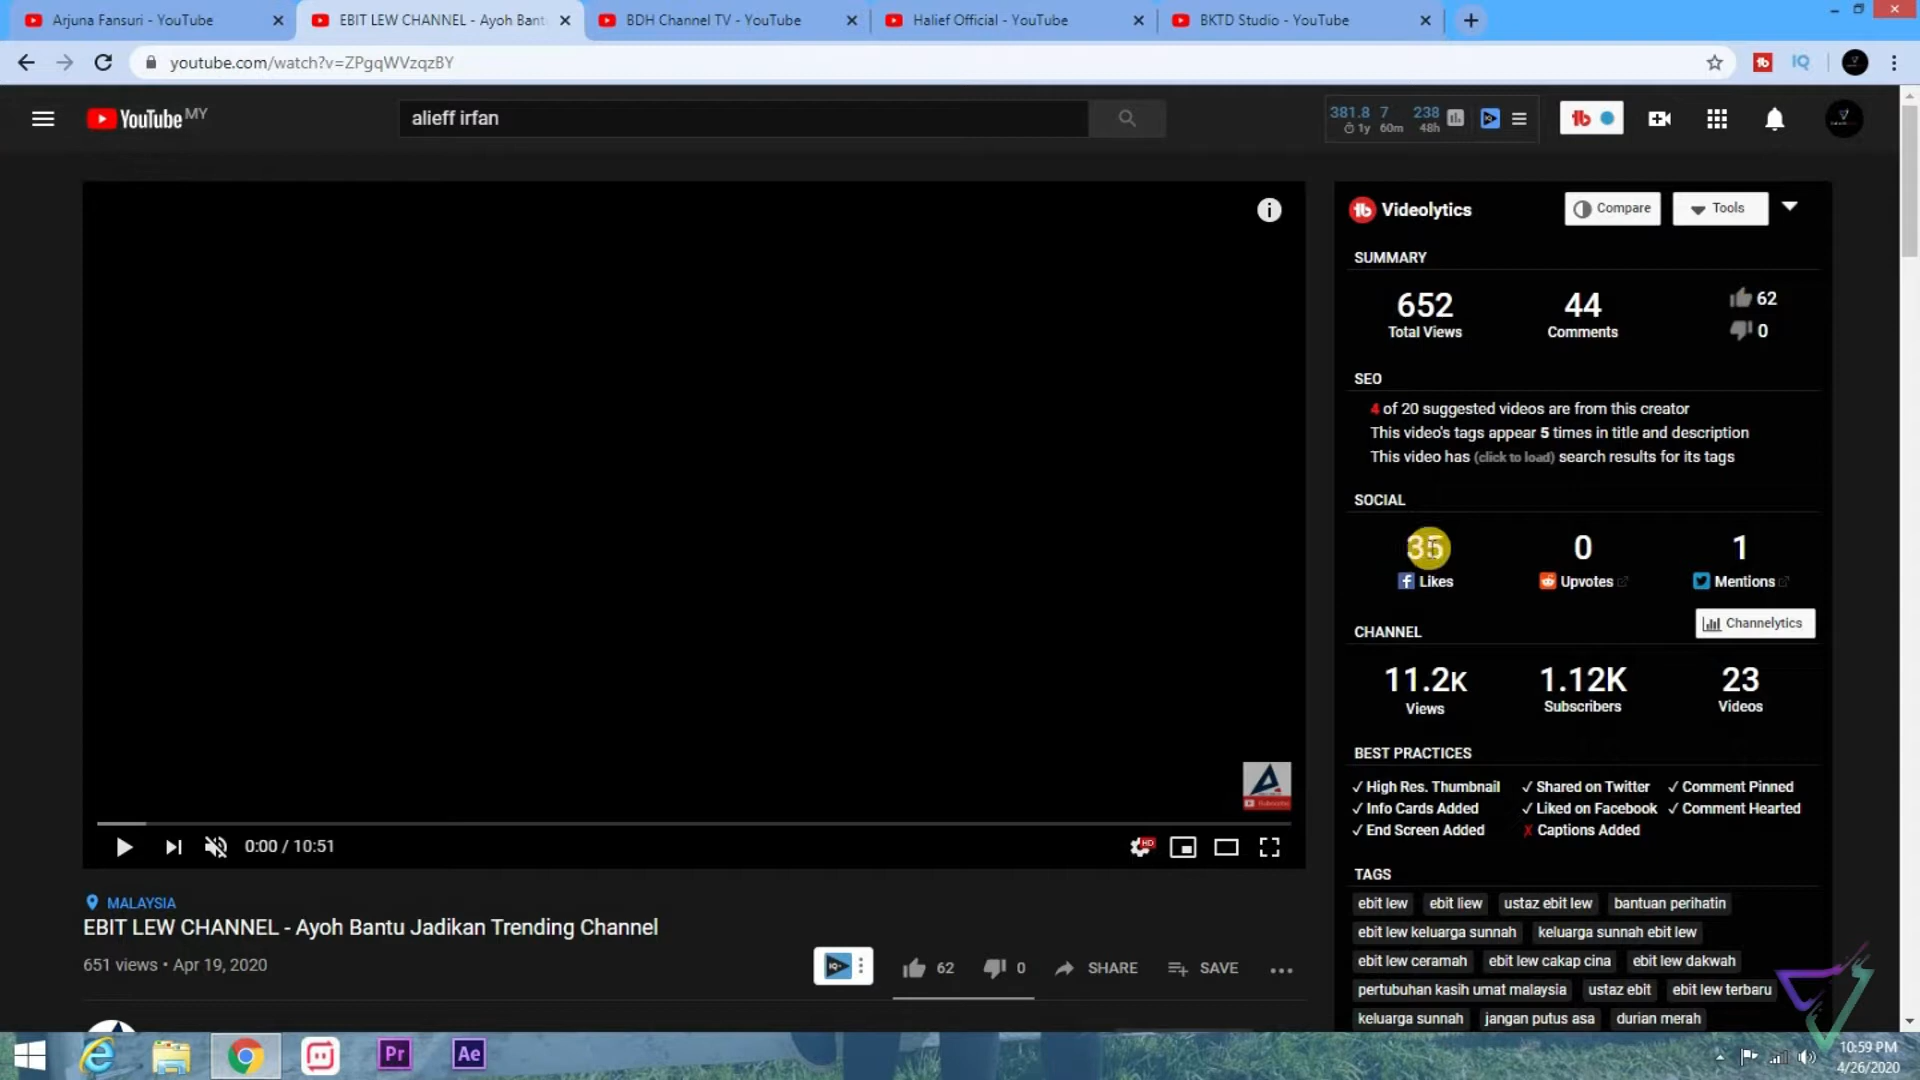 Arjuna Fansuri - YouTube
EBIT LEW CHANNEL - Ayoh Bant
BDH Channel TV - YouTube
Halief Official - YouTube
BKTD Studio - YouTube
youtube.com/watch?v=ZPgqWVzqzBY
IQ
YouTube MY
alieff irfan
381.8 7 238
1y 60m 48h
Videolytics
Compare
Tools
SUMMARY
652 44 62
Total Views Comments 0
SEO
4 of 20 suggested videos are from this creator
This video's tags appear 5 times in title and description
This video has (click to load) search results for its tags
SOCIAL
35 0 1
Likes Upvotes Mentions
CHANNEL
Channelytics
11.2K 1.12K 23
Views Subscribers Videos
BEST PRACTICES
✓ High Res. Thumbnail ✓ Shared on Twitter ✓ Comment Pinned
✓ Info Cards Added ✓ Liked on Facebook ✓ Comment Hearted
✓ End Screen Added ✗ Captions Added
TAGS
ebit lew ebit liew ustaz ebit lew bantuan perihatin
ebit lew keluarga sunnah keluarga sunnah ebit lew
ebit lew ceramah ebit lew cakap cina ebit lew dakwah
pertubuhan kasih umat malaysia ustaz ebit ebit lew terbaru
keluarga sunnah jangan putus asa durian merah
0:00 / 10:51
HD
MALAYSIA
EBIT LEW CHANNEL - Ayoh Bantu Jadikan Trending Channel
651 views • Apr 19, 2020
62 0 SHARE SAVE
Pr
Ae
10:59 PM
4/26/2020